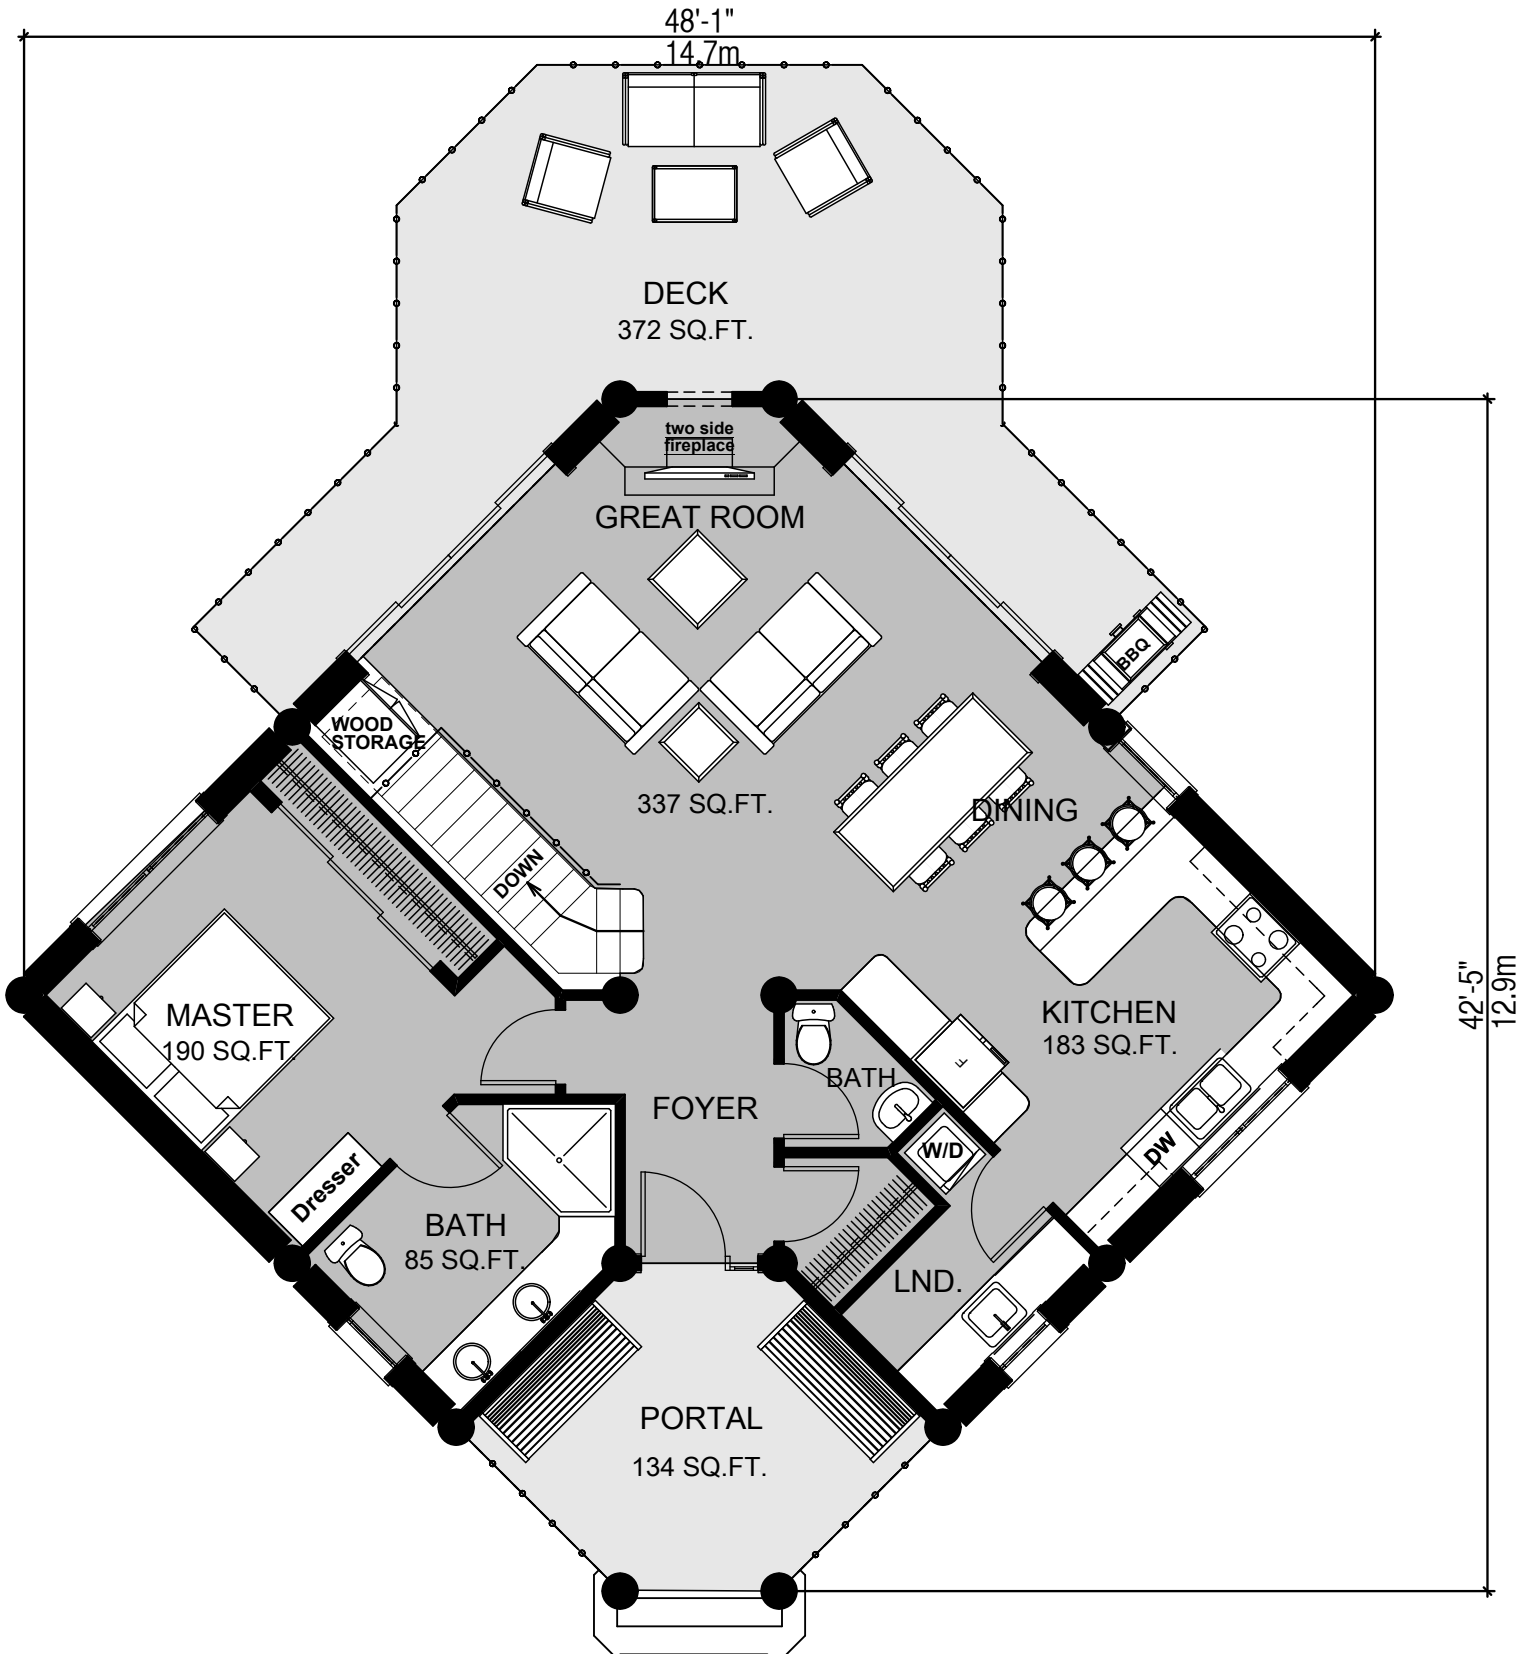 48'-1"
14.7m
DECK
372 SQ.FT.
two side
fireplace
GREAT ROOM
BBQ
WOOD
STORAGE
337 SQ.FT.
DINING
DOWN
MASTER
190 SQ.FT.
KITCHEN
183 SQ.FT.
42'-5"
12.9m
BATH
FOYER
W/D
DW
Dresser
BATH
85 SQ.FT.
LND.
PORTAL
134 SQ.FT.